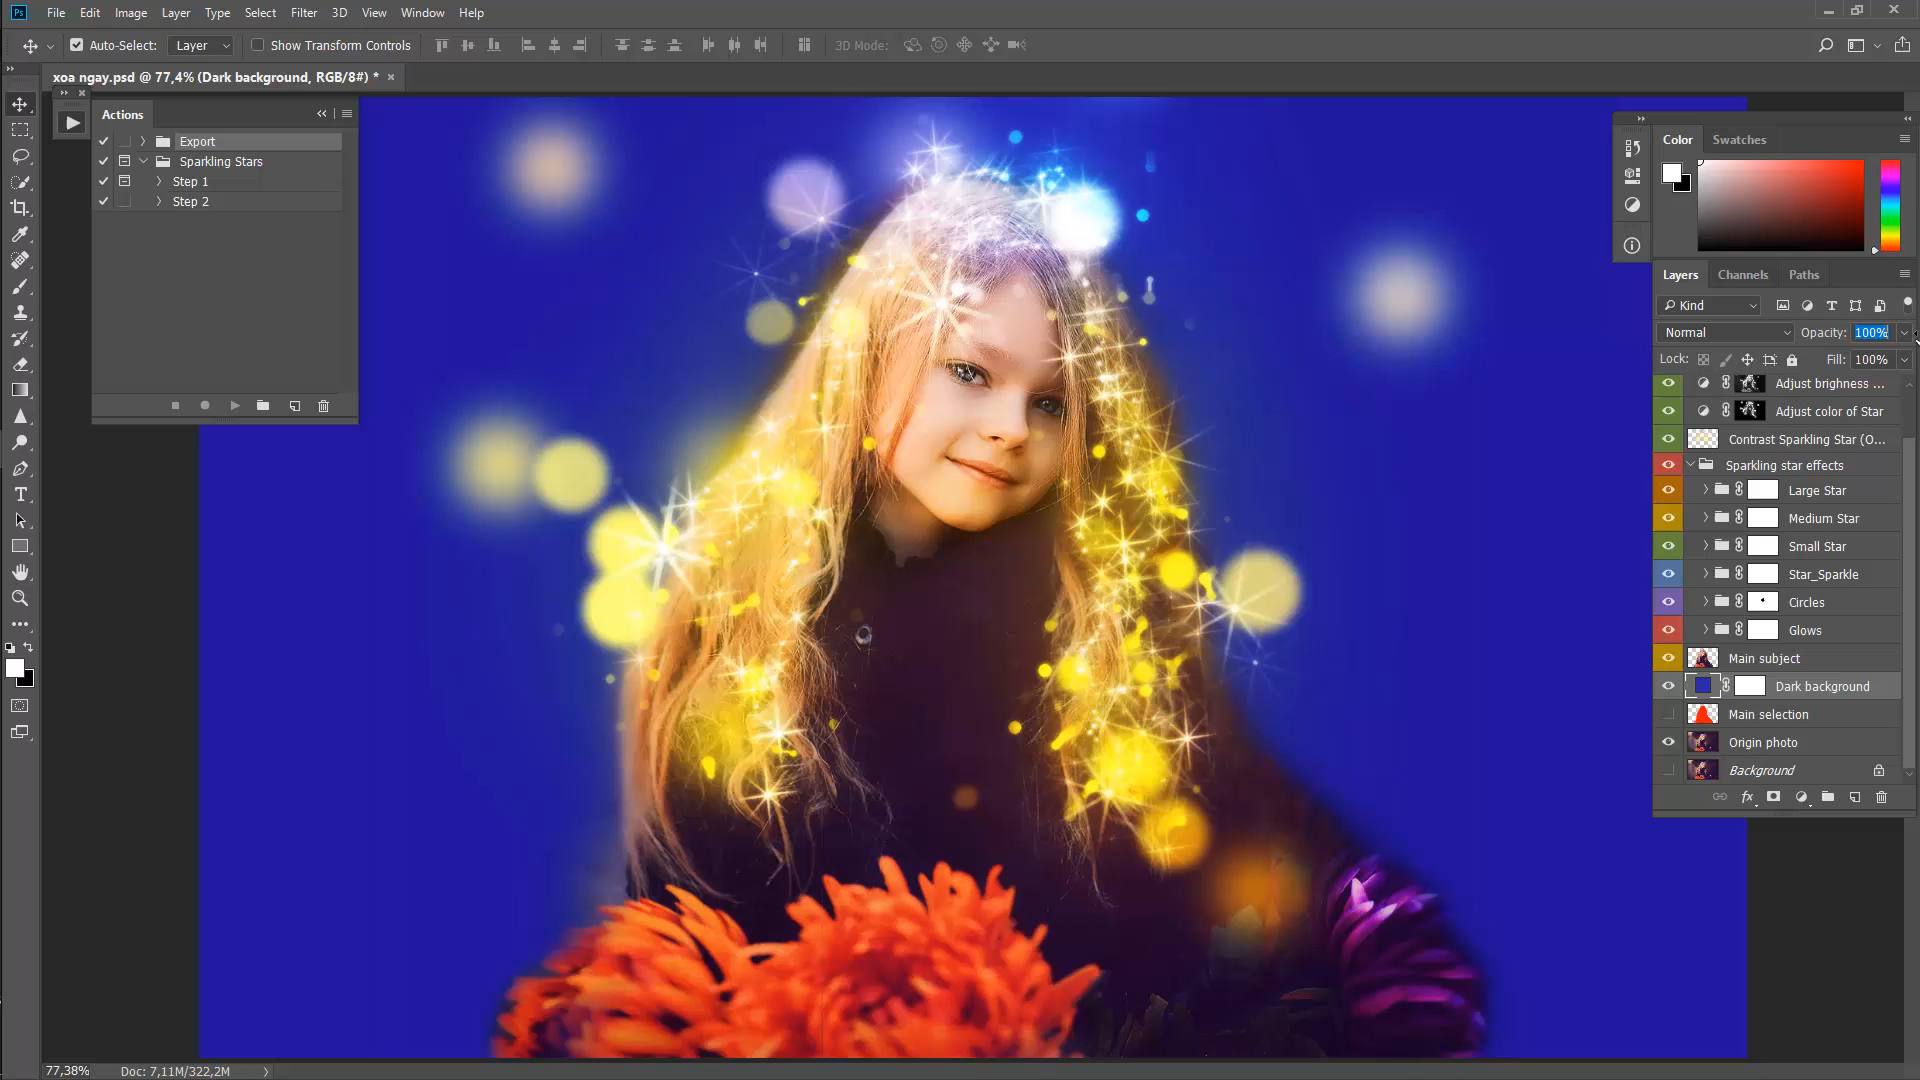 Ps File Edit Image Layer Type Select Filter 3D View Window Help
Auto-Select: Layer Show Transform Controls 3D Mode:
xoa ngay.psd @ 77,4% (Dark background, RGB/8#) * ×
Actions
Export
Sparkling Stars
Step 1
Step 2
Color Swatches
Layers Channels Paths
Kind
Normal Opacity: 100%
Lock: Fill: 100%
Adjust brighness ...
Adjust color of Star
Contrast Sparkling Star (O...
Sparkling star effects
Large Star
Medium Star
Small Star
Star_Sparkle
Circles
Glows
Main subject
Dark background
Main selection
Origin photo
Background
fx
77,38% Doc: 7,11M/322,2M